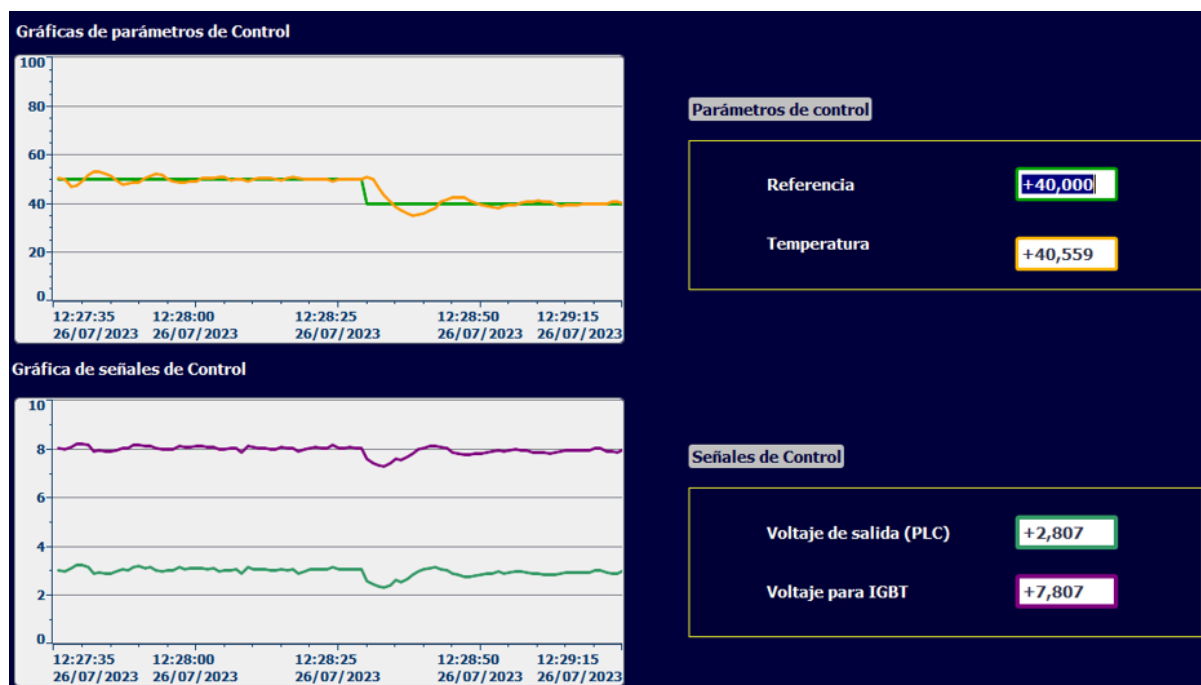 Gráficas de parámetros de Control
100
80
60
40
20
0
12:27:35 12:28:00 12:28:25 12:28:50 12:29:15
26/07/2023 26/07/2023 26/07/2023 26/07/2023 26/07/2023
Parámetros de control
Referencia +40,000
Temperatura +40,559
Gráfica de señales de Control
10
8
6
4
2
0
12:27:35 12:28:00 12:28:25 12:28:50 12:29:15
26/07/2023 26/07/2023 26/07/2023 26/07/2023 26/07/2023
Señales de Control
Voltaje de salida (PLC) +2,807
Voltaje para IGBT +7,807